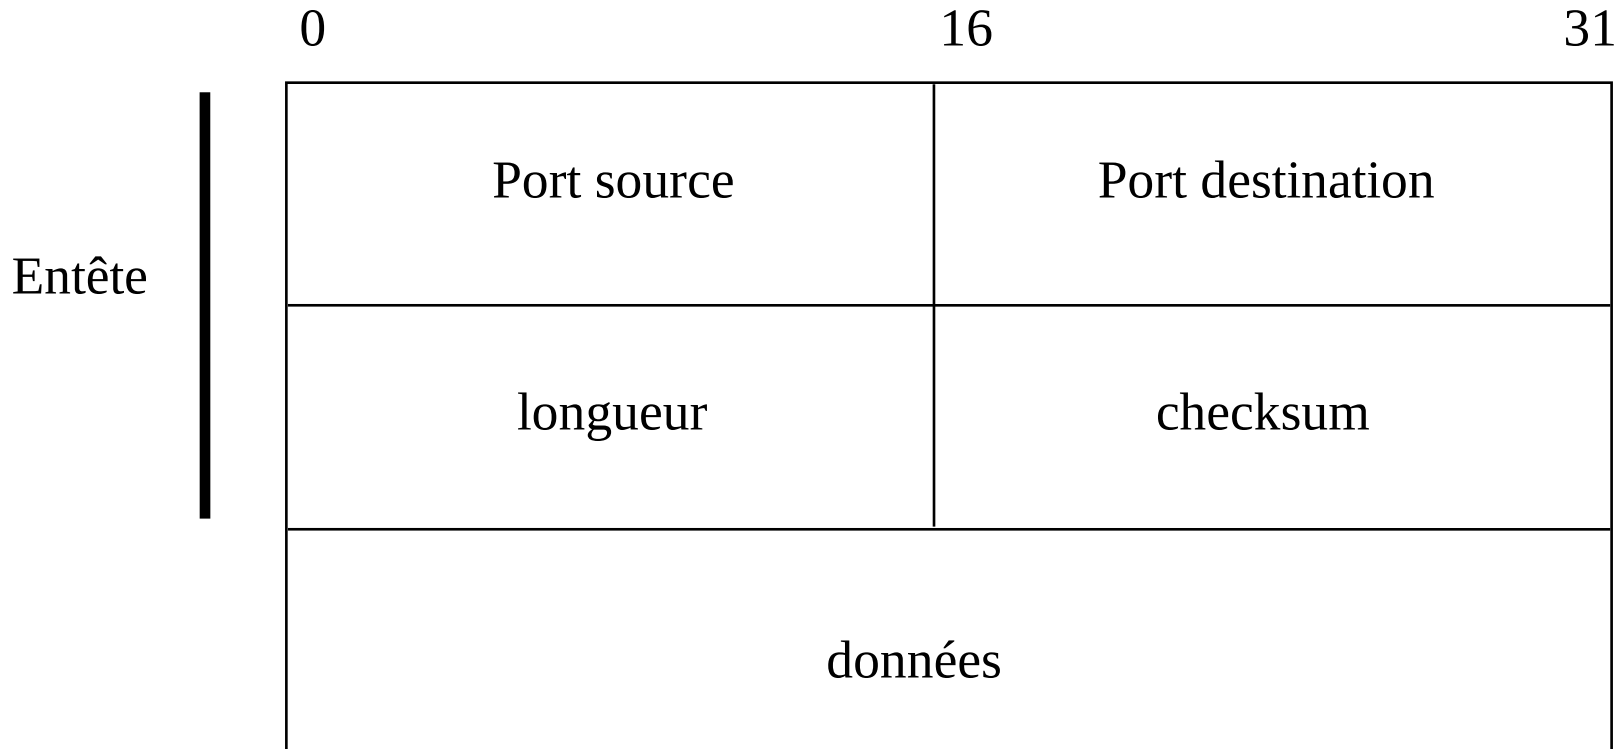 0 16 31
Port source Port destination
Entête
longueur checksum
données